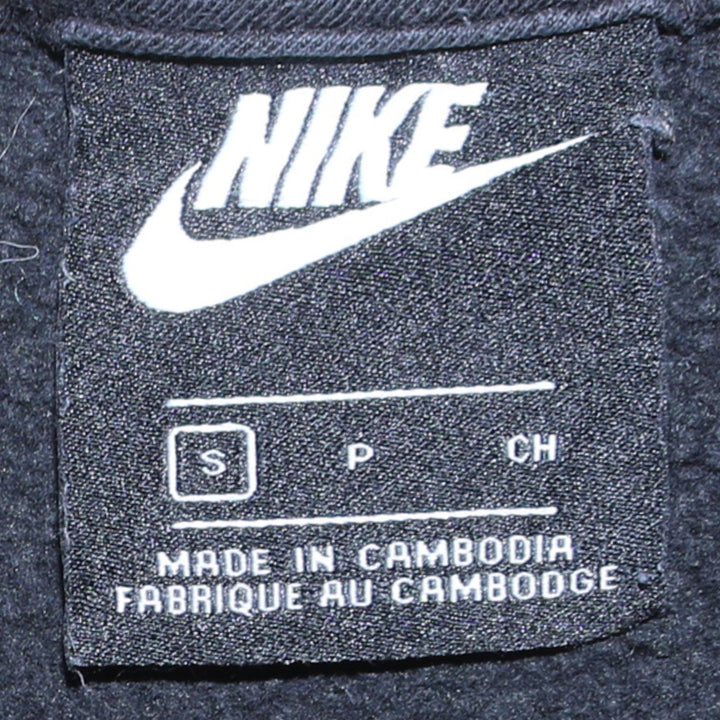 NIKE
S P CH
MADE IN CAMBODIA
FABRIQUE AU CAMBODGE